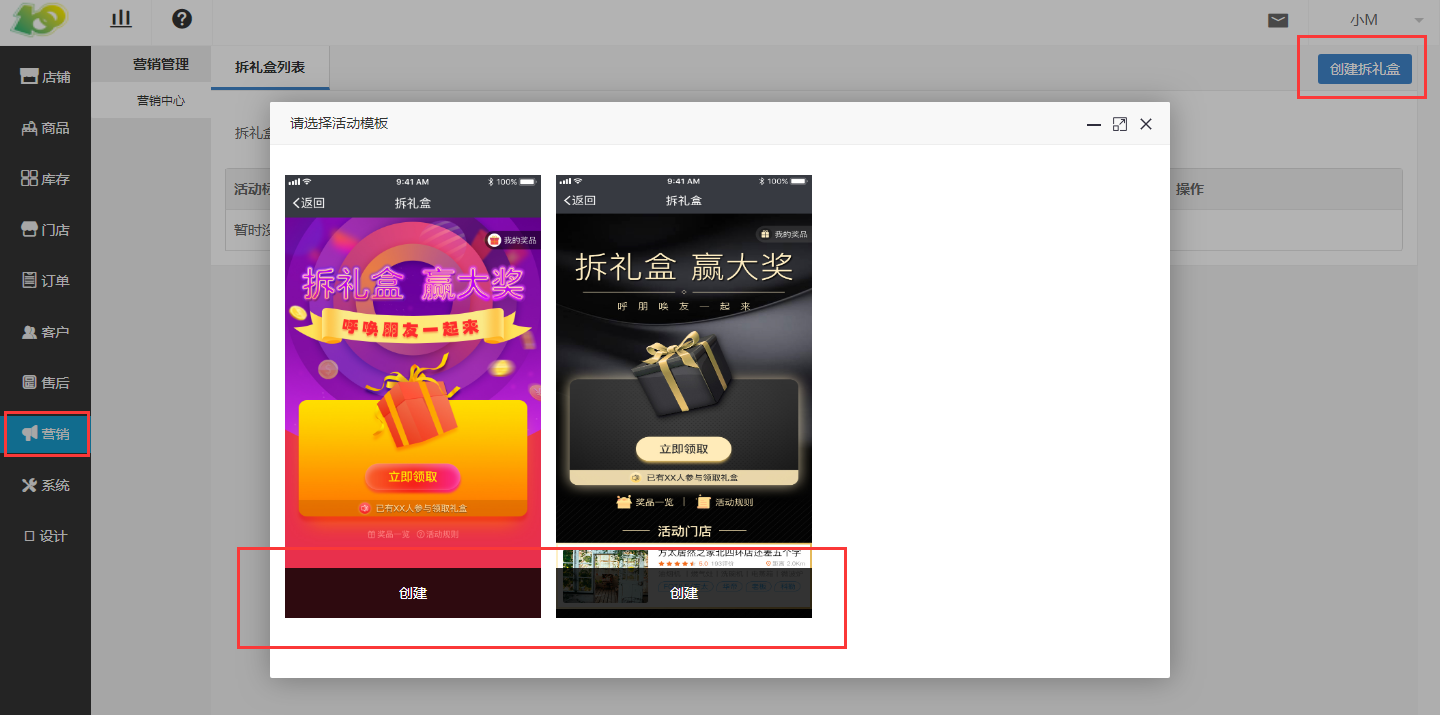 小M
店铺
商品
库存
门店
订单
客户
售后
营销
系统
设计
营销管理
营销中心
拆礼盒列表
创建拆礼盒
拆礼盒
活动标
操作
暂时没
请选择活动模板
9:41 AM
100%
返回
拆礼盒
我的奖品
拆礼盒 赢大奖
呼唤朋友一起来
立即领取
已有XX人参与领取礼盒
奖品一览
活动规则
创建
9:41 AM
100%
返回
拆礼盒
我的奖品
拆礼盒 赢大奖
呼朋唤友一起来
立即领取
已有XX人参与领取礼盒
奖品一览
活动规则
活动门店
方太居然之家北四环店还差五个字
5.0
距离 2.0Km
创建